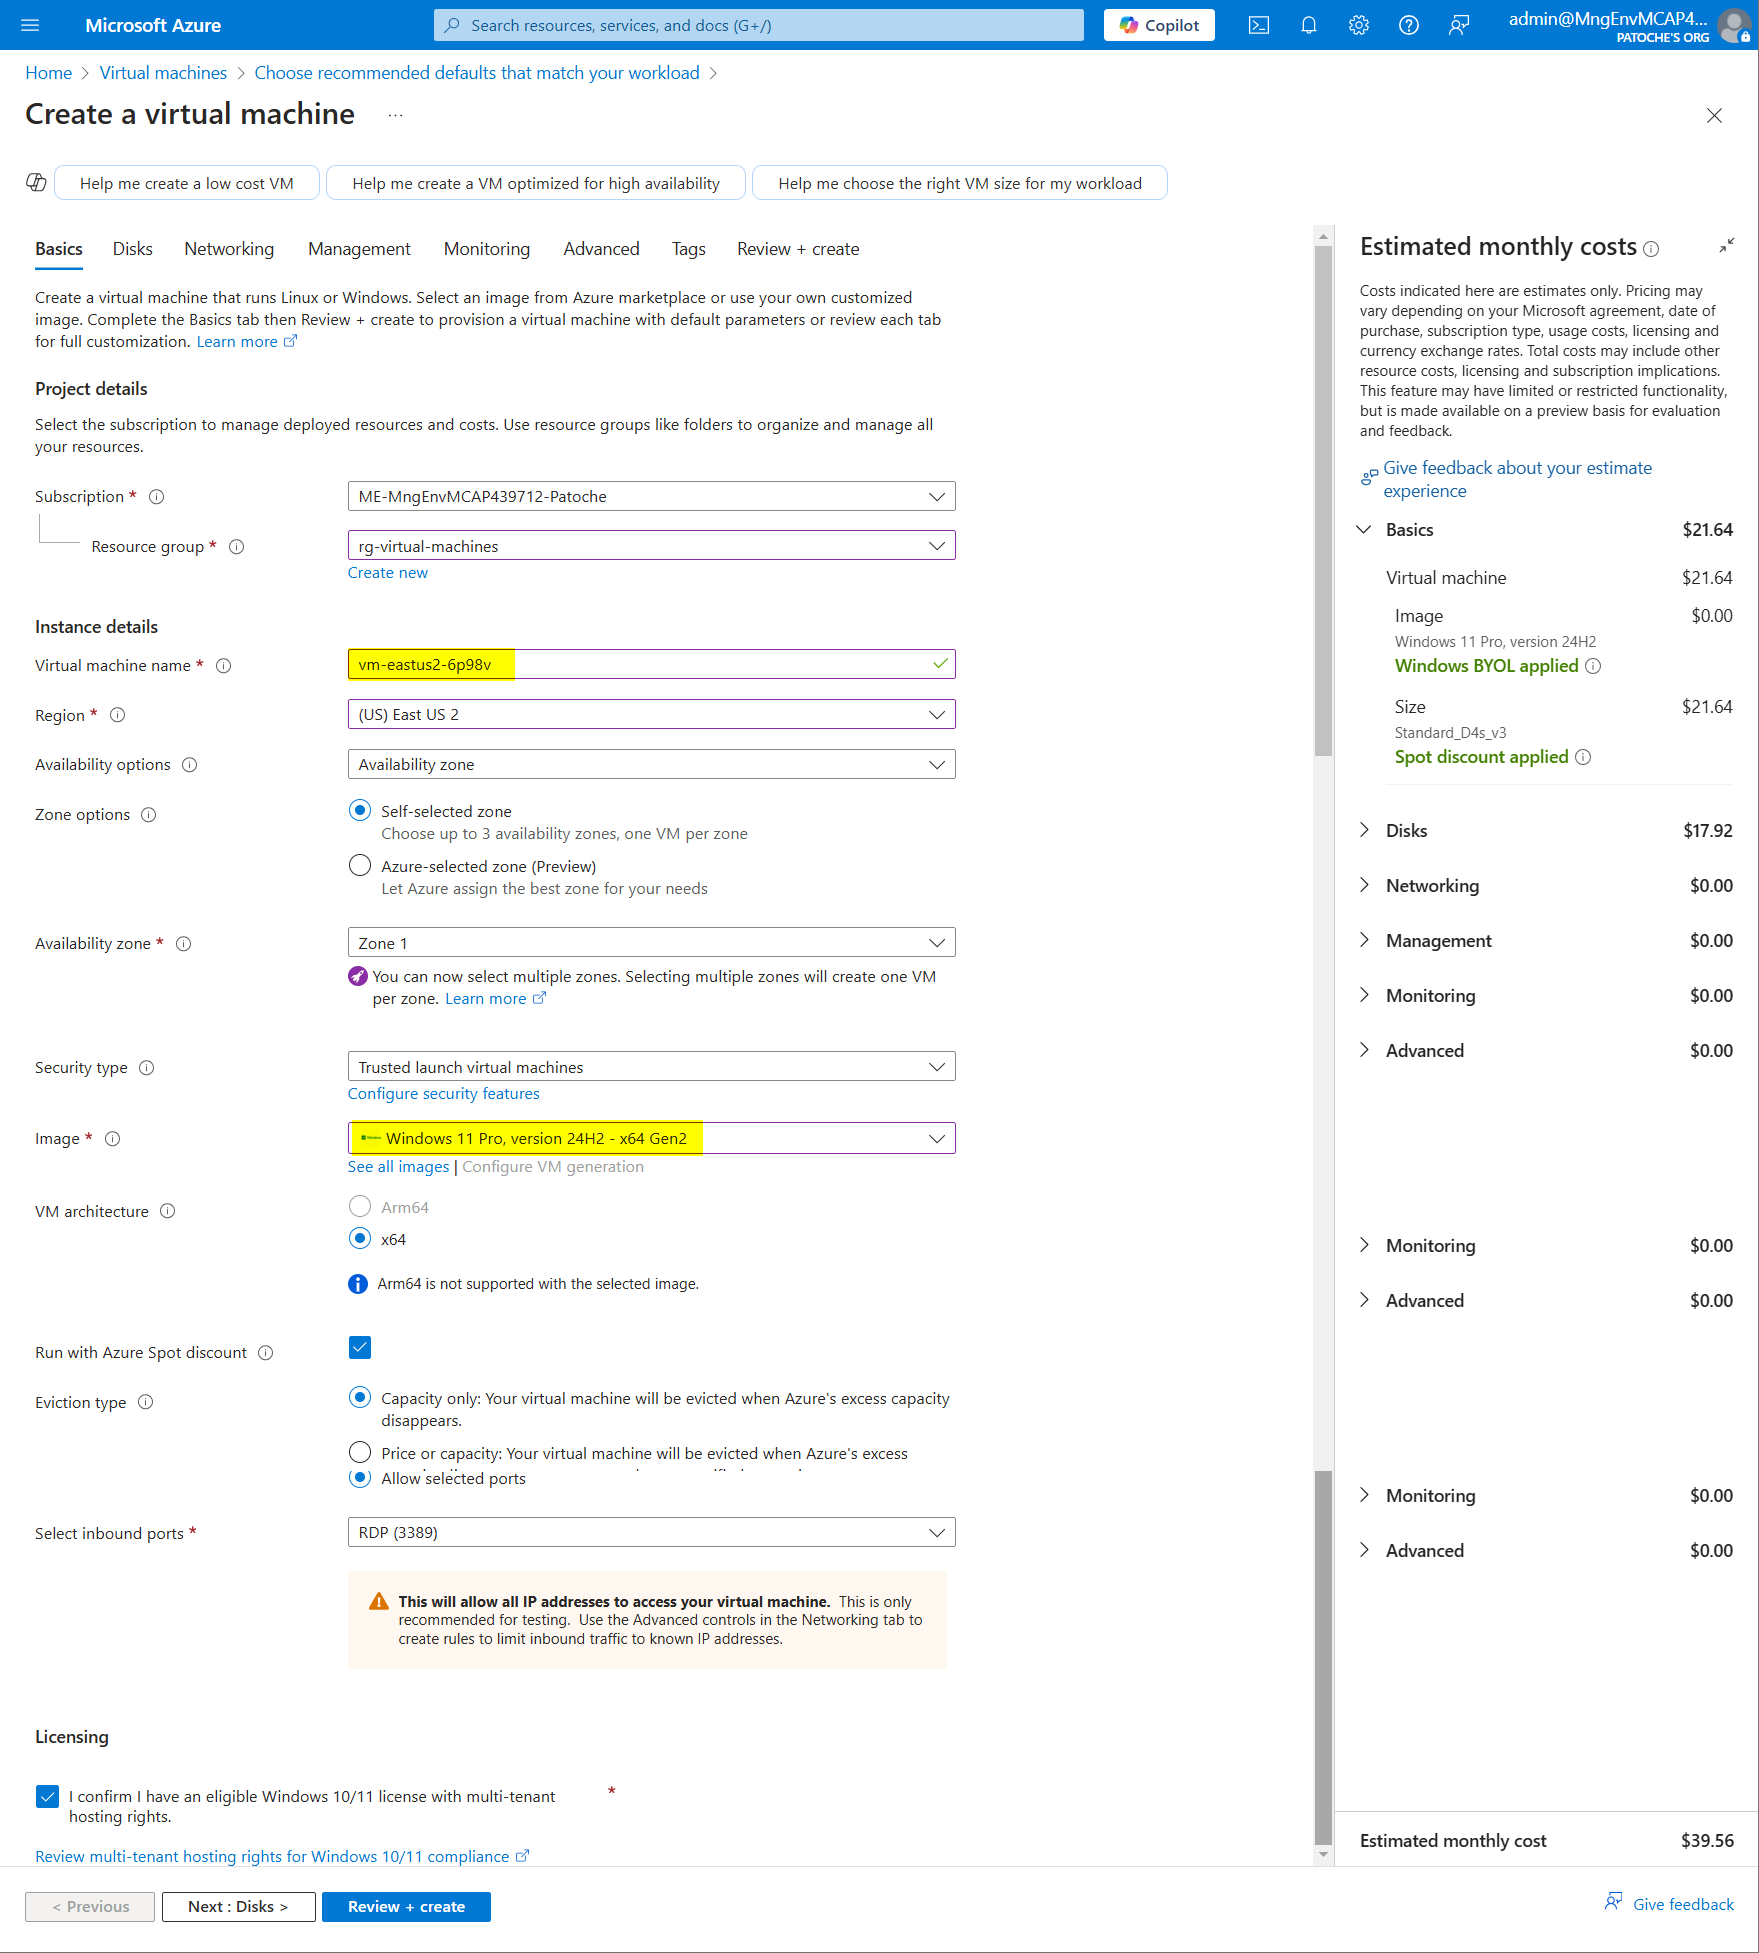 Microsoft Azure
Search resources, services, and docs (G+/)
Copilot
admin@MngEnvMCAP4...
PATOCHE'S ORG
Home > Virtual machines > Choose recommended defaults that match your workload >
Create a virtual machine ...
Help me create a low cost VM
Help me create a VM optimized for high availability
Help me choose the right VM size for my workload
Basics Disks Networking Management Monitoring Advanced Tags Review + create
Create a virtual machine that runs Linux or Windows. Select an image from Azure marketplace or use your own customized
image. Complete the Basics tab then Review + create to provision a virtual machine with default parameters or review each tab
for full customization. Learn more
Project details
Select the subscription to manage deployed resources and costs. Use resource groups like folders to organize and manage all
your resources.
Subscription *
ME-MngEnvMCAP439712-Patoche
Resource group *
rg-virtual-machines
Create new
Instance details
Virtual machine name *
vm-eastus2-6p98v
Region *
(US) East US 2
Availability options
Availability zone
Zone options
Self-selected zone
Choose up to 3 availability zones, one VM per zone
Azure-selected zone (Preview)
Let Azure assign the best zone for your needs
Availability zone *
Zone 1
You can now select multiple zones. Selecting multiple zones will create one VM
per zone. Learn more
Security type
Trusted launch virtual machines
Configure security features
Image *
Windows 11 Pro, version 24H2 - x64 Gen2
See all images | Configure VM generation
VM architecture
Arm64
x64
Arm64 is not supported with the selected image.
Run with Azure Spot discount
Eviction type
Capacity only: Your virtual machine will be evicted when Azure's excess capacity
disappears.
Price or capacity: Your virtual machine will be evicted when Azure's excess
Allow selected ports
Select inbound ports *
RDP (3389)
This will allow all IP addresses to access your virtual machine. This is only
recommended for testing. Use the Advanced controls in the Networking tab to
create rules to limit inbound traffic to known IP addresses.
Licensing
I confirm I have an eligible Windows 10/11 license with multi-tenant *
hosting rights.
Review multi-tenant hosting rights for Windows 10/11 compliance
< Previous
Next : Disks >
Review + create
Estimated monthly costs
Costs indicated here are estimates only. Pricing may
vary depending on your Microsoft agreement, date of
purchase, subscription type, usage costs, licensing and
currency exchange rates. Total costs may include other
resource costs, licensing and subscription implications.
This feature may have limited or restricted functionality,
but is made available on a preview basis for evaluation
and feedback.
Give feedback about your estimate
experience
Basics $21.64
Virtual machine $21.64
Image $0.00
Windows 11 Pro, version 24H2
Windows BYOL applied
Size $21.64
Standard_D4s_v3
Spot discount applied
Disks $17.92
Networking $0.00
Management $0.00
Monitoring $0.00
Advanced $0.00
Monitoring $0.00
Advanced $0.00
Monitoring $0.00
Advanced $0.00
Estimated monthly cost $39.56
Give feedback